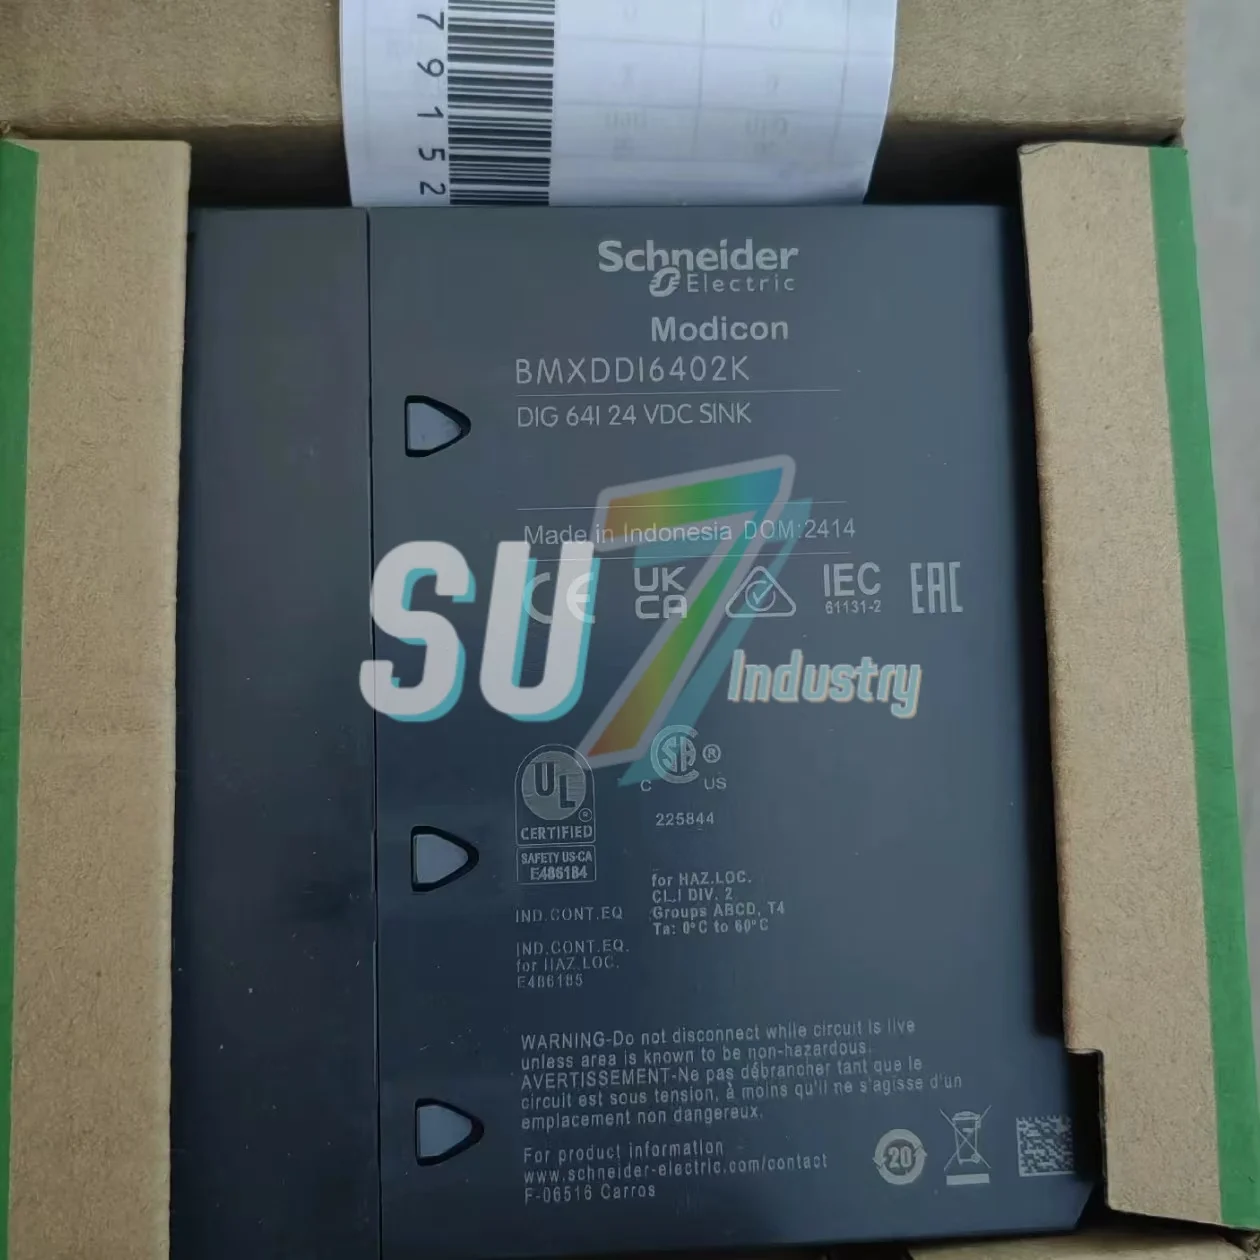 79152
Schneider
Electric
Modicon
BMXDDI6402K
DIG 64I 24 VDC SINK
Made in Indonesia DOM:2414
CE UK CA IEC 61131-2 EAC
SU7 Industry
UL ®
CERTIFIED
SAFETY US-CA
E486184
C SA ® C US
225844
IND.CONT.EQ
IND.CONT.EQ.
for HAZ.LOC.
E486185
for HAZ.LOC.
CL.I DIV. 2
Groups ABCD, T4
Ta: 0°C to 60°C
WARNING-Do not disconnect while circuit is live
unless area is known to be non-hazardous.
AVERTISSEMENT-Ne pas débrancher tant que le
circuit est sous tension, à moins qu'il ne s'agisse d'un
emplacement non dangereux.
For product information
www.schneider-electric.com/contact
F-06516 Carros
20